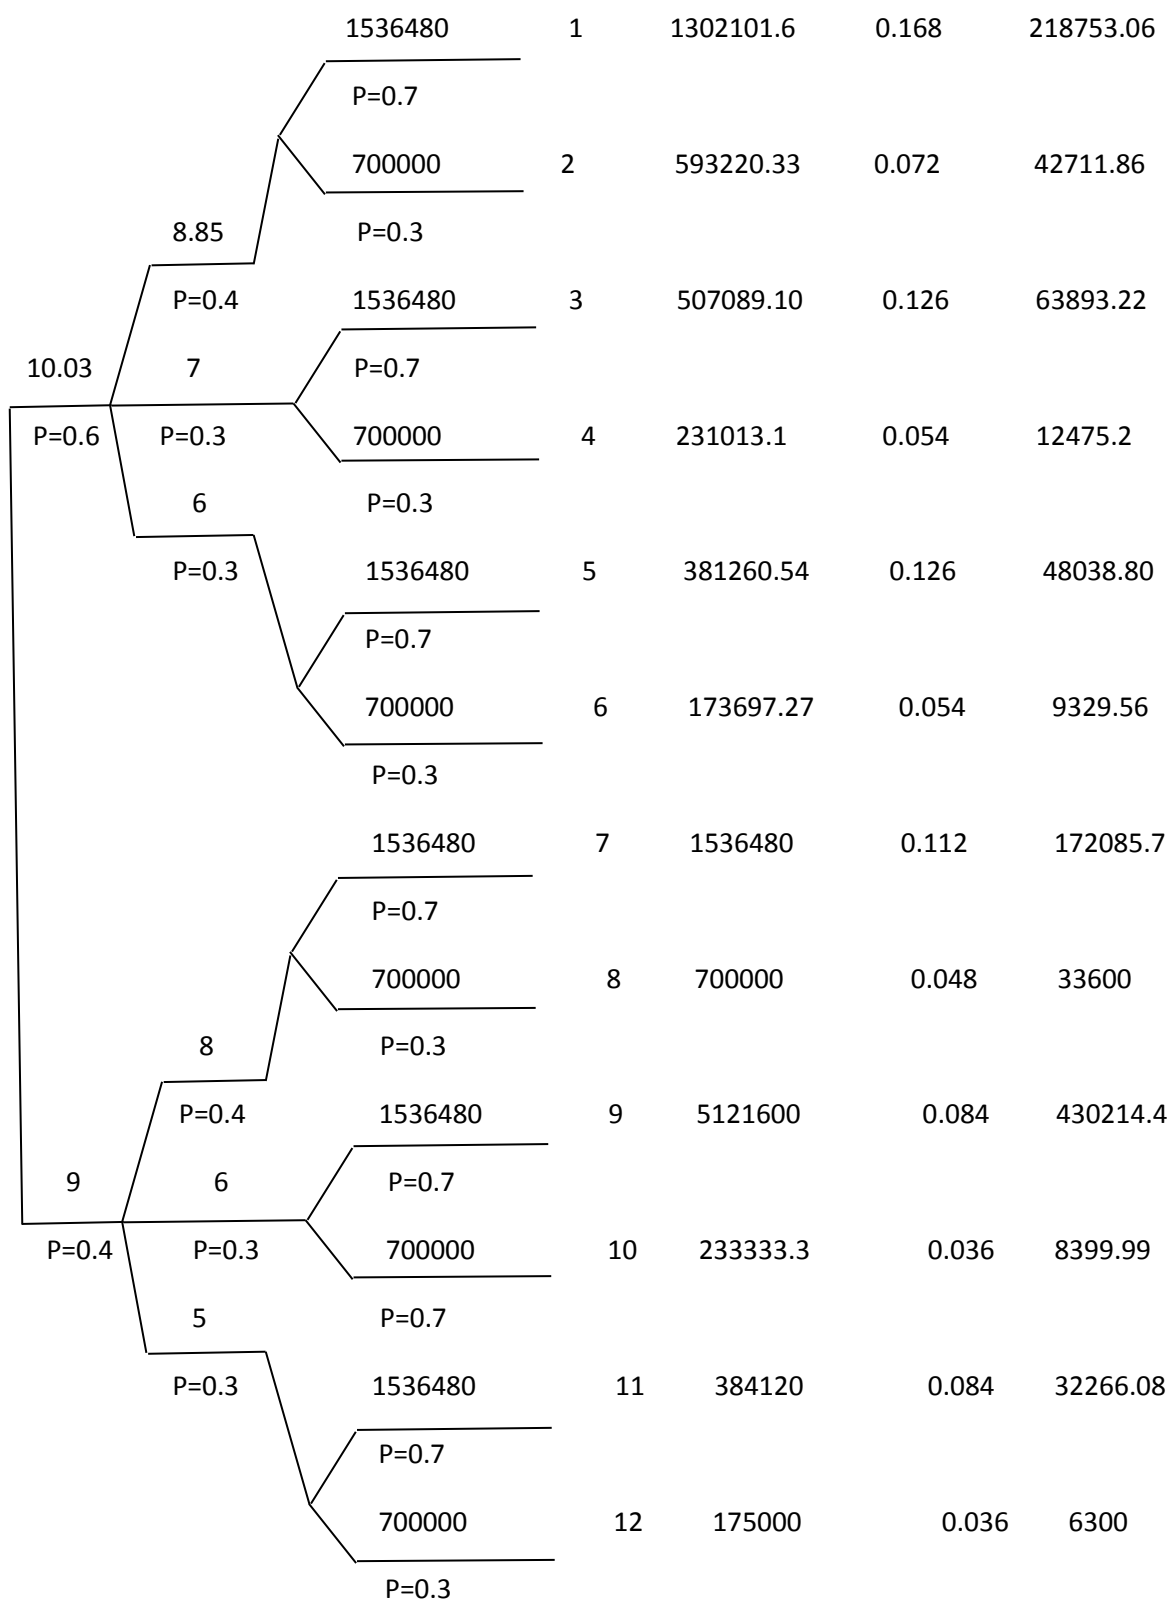 1536480 1 1302101.6 0.168 218753.06
P=0.7
700000 2 593220.33 0.072 42711.86
8.85 P=0.3
P=0.4 1536480 3 507089.10 0.126 63893.22
10.03 7 P=0.7
P=0.6 P=0.3 700000 4 231013.1 0.054 12475.2
6 P=0.3
P=0.3 1536480 5 381260.54 0.126 48038.80
P=0.7
700000 6 173697.27 0.054 9329.56
P=0.3
1536480 7 1536480 0.112 172085.7
P=0.7
700000 8 700000 0.048 33600
8 P=0.3
P=0.4 1536480 9 5121600 0.084 430214.4
9 6 P=0.7
P=0.4 P=0.3 700000 10 233333.3 0.036 8399.99
5 P=0.7
P=0.3 1536480 11 384120 0.084 32266.08
P=0.7
700000 12 175000 0.036 6300
P=0.3